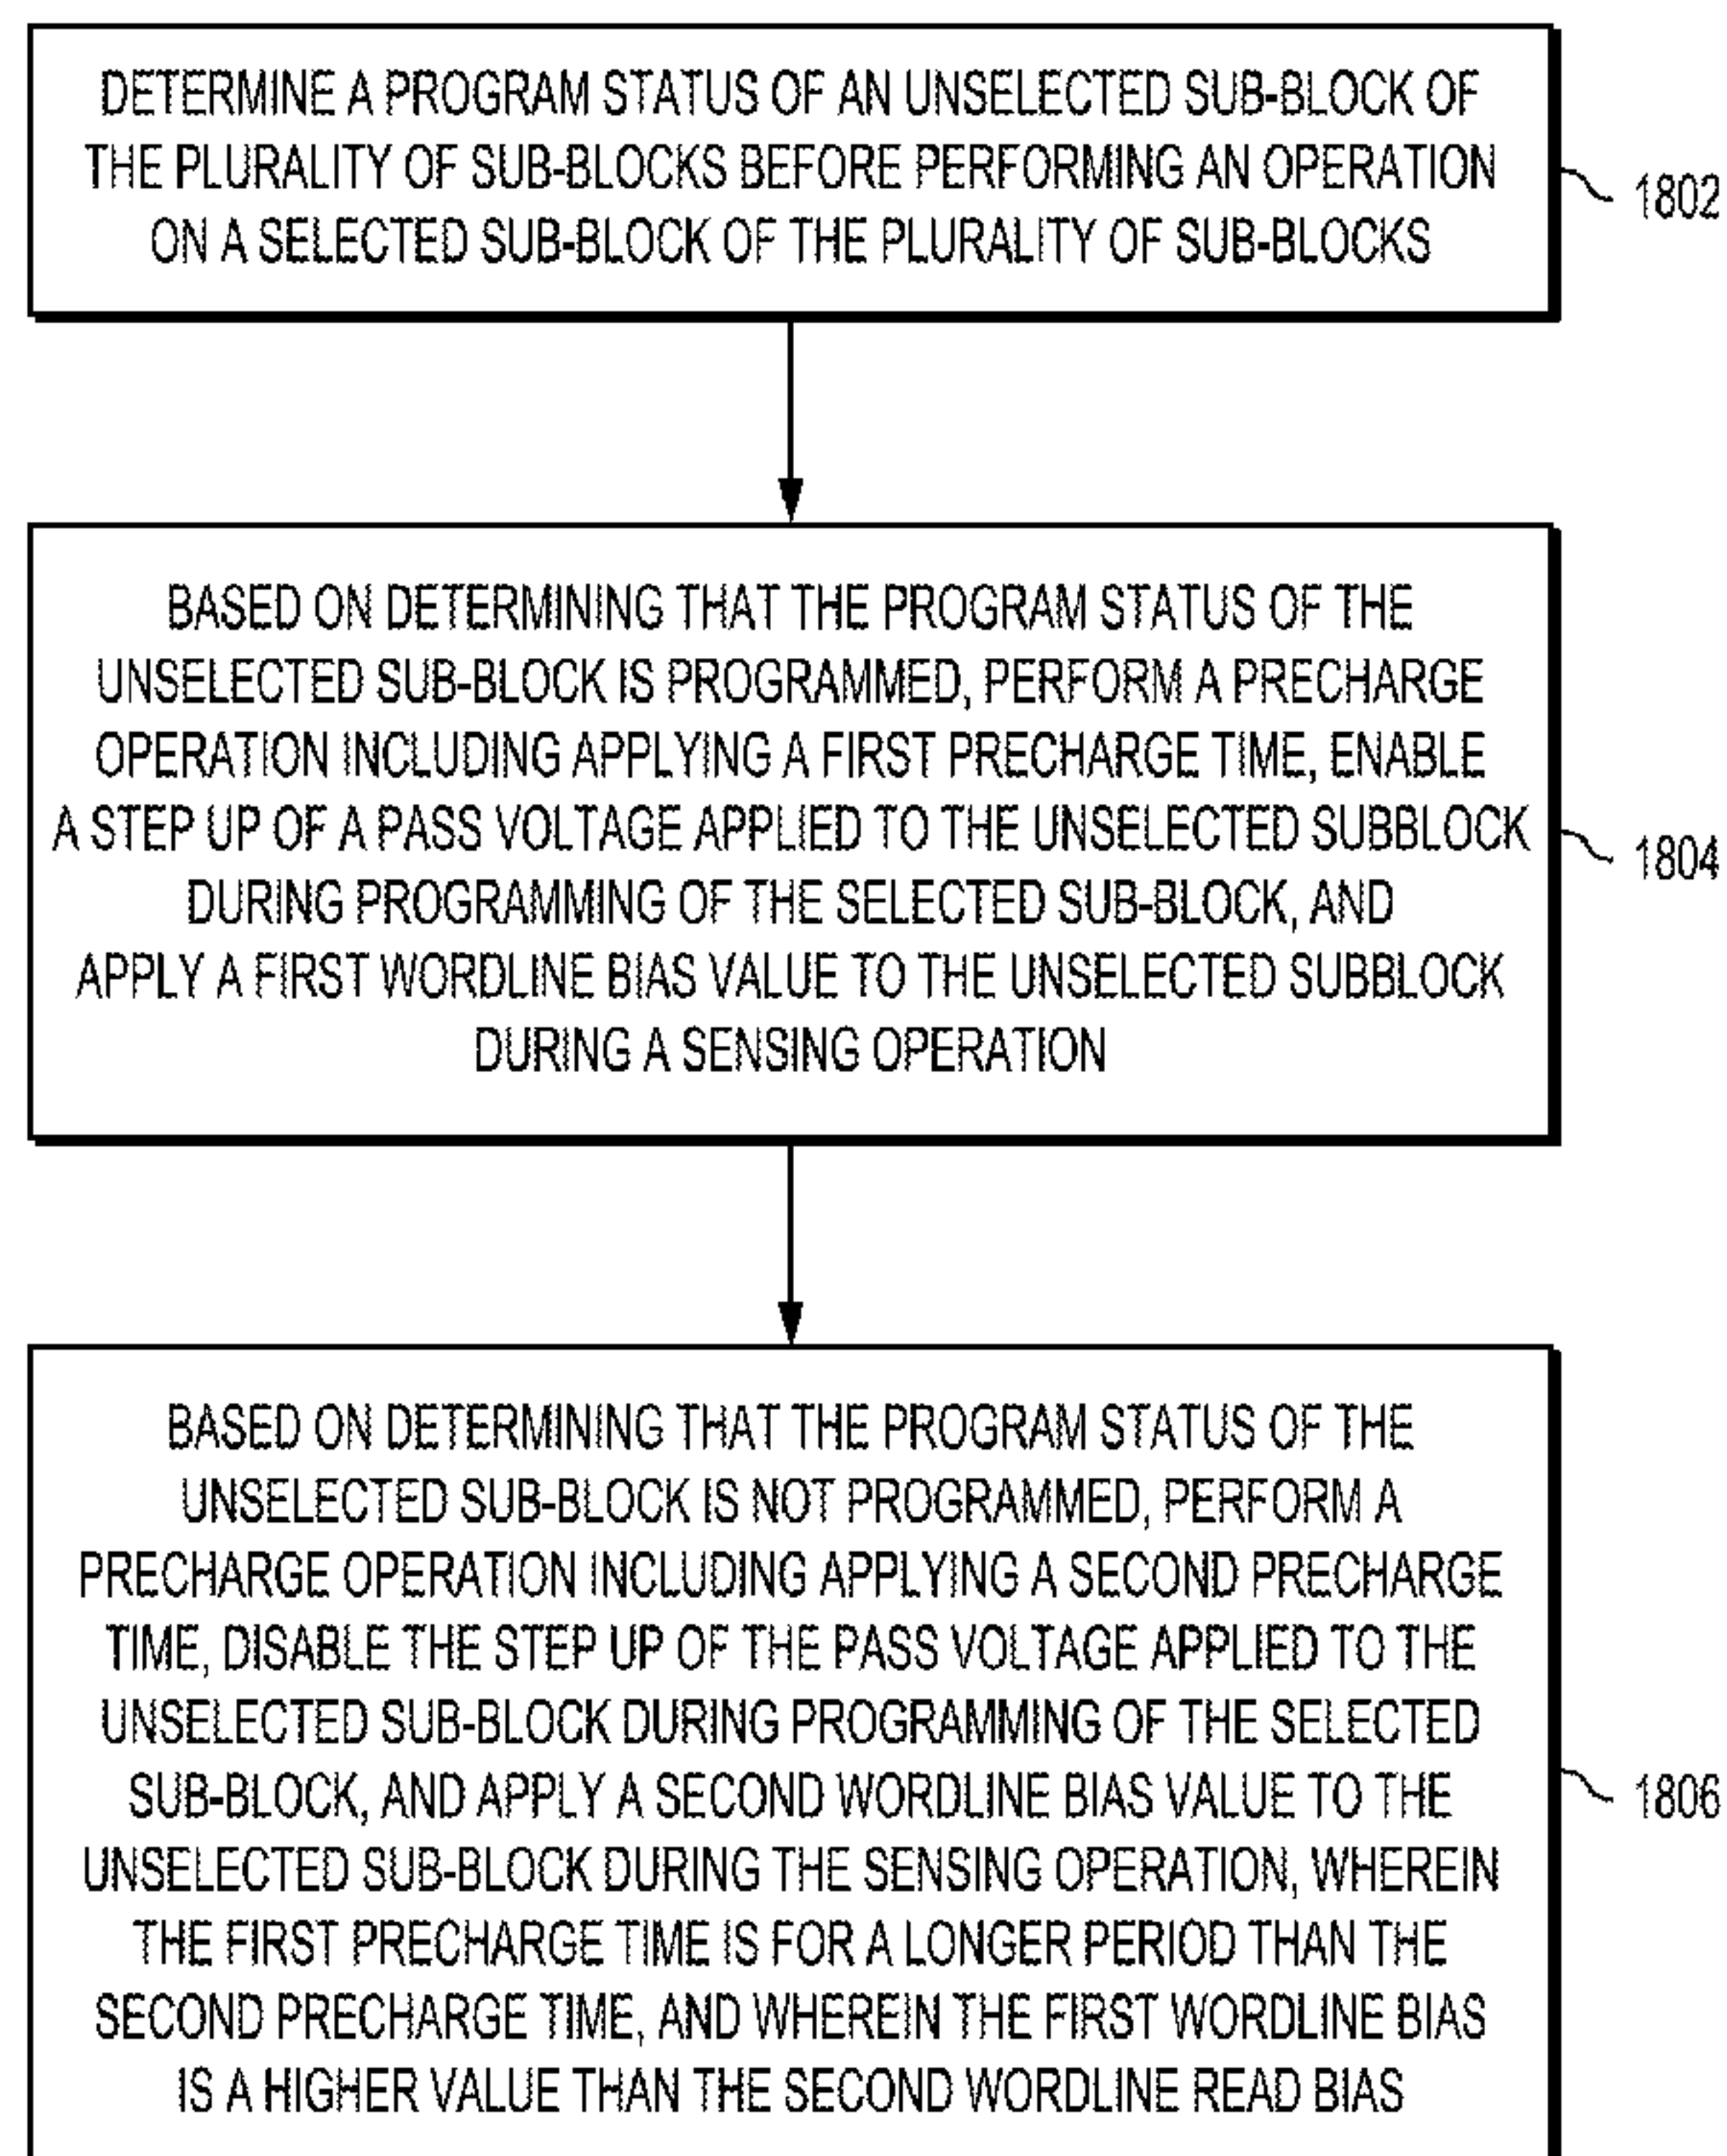 DETERMINE A PROGRAM STATUS OF AN UNSELECTED SUB-BLOCK OF
THE PLURALITY OF SUB-BLOCKS BEFORE PERFORMING AN OPERATION
ON A SELECTED SUB-BLOCK OF THE PLURALITY OF SUB-BLOCKS
1802
BASED ON DETERMINING THAT THE PROGRAM STATUS OF THE
UNSELECTED SUB-BLOCK IS PROGRAMMED, PERFORM A PRECHARGE
OPERATION INCLUDING APPLYING A FIRST PRECHARGE TIME, ENABLE
A STEP UP OF A PASS VOLTAGE APPLIED TO THE UNSELECTED SUBBLOCK
DURING PROGRAMMING OF THE SELECTED SUB-BLOCK, AND
APPLY A FIRST WORDLINE BIAS VALUE TO THE UNSELECTED SUBBLOCK
DURING A SENSING OPERATION
1804
BASED ON DETERMINING THAT THE PROGRAM STATUS OF THE
UNSELECTED SUB-BLOCK IS NOT PROGRAMMED, PERFORM A
PRECHARGE OPERATION INCLUDING APPLYING A SECOND PRECHARGE
TIME, DISABLE THE STEP UP OF THE PASS VOLTAGE APPLIED TO THE
UNSELECTED SUB-BLOCK DURING PROGRAMMING OF THE SELECTED
SUB-BLOCK, AND APPLY A SECOND WORDLINE BIAS VALUE TO THE
UNSELECTED SUB-BLOCK DURING THE SENSING OPERATION, WHEREIN
THE FIRST PRECHARGE TIME IS FOR A LONGER PERIOD THAN THE
SECOND PRECHARGE TIME, AND WHEREIN THE FIRST WORDLINE BIAS
IS A HIGHER VALUE THAN THE SECOND WORDLINE READ BIAS
1806